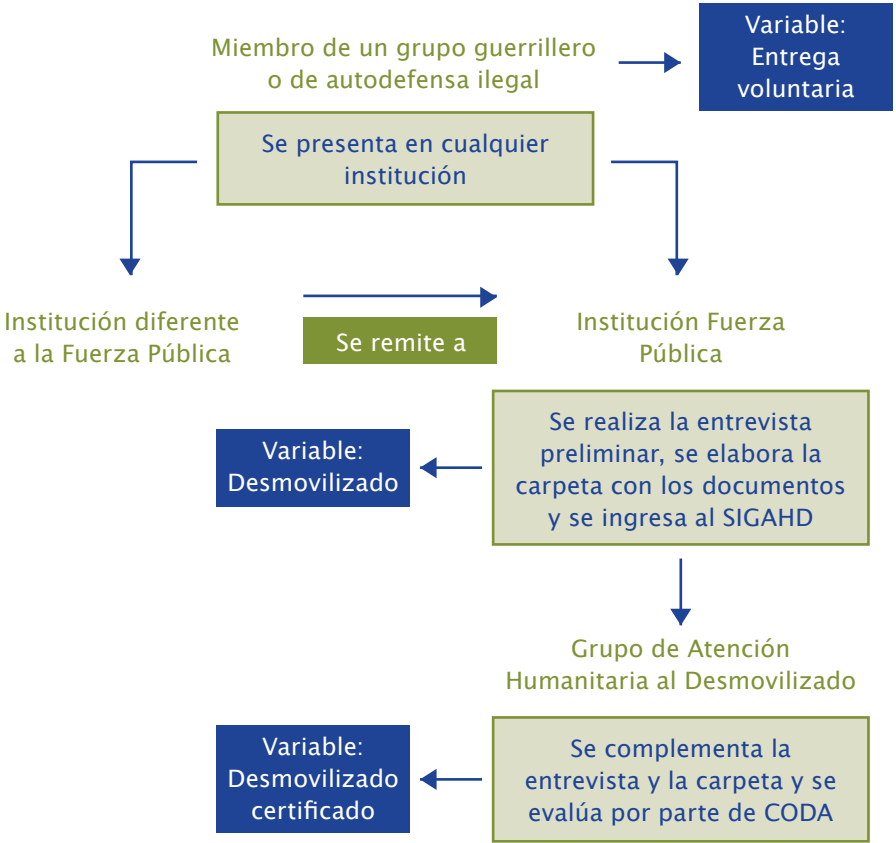 Miembro de un grupo guerrillero
o de autodefensa ilegal
Variable:
Entrega
voluntaria
Se presenta en cualquier
institución
Institución diferente
a la Fuerza Pública
Se remite a
Institución Fuerza
Pública
Variable:
Desmovilizado
Se realiza la entrevista
preliminar, se elabora la
carpeta con los documentos
y se ingresa al SIGAHD
Grupo de Atención
Humanitaria al Desmovilizado
Variable:
Desmovilizado
certificado
Se complementa la
entrevista y la carpeta y se
evalúa por parte de CODA